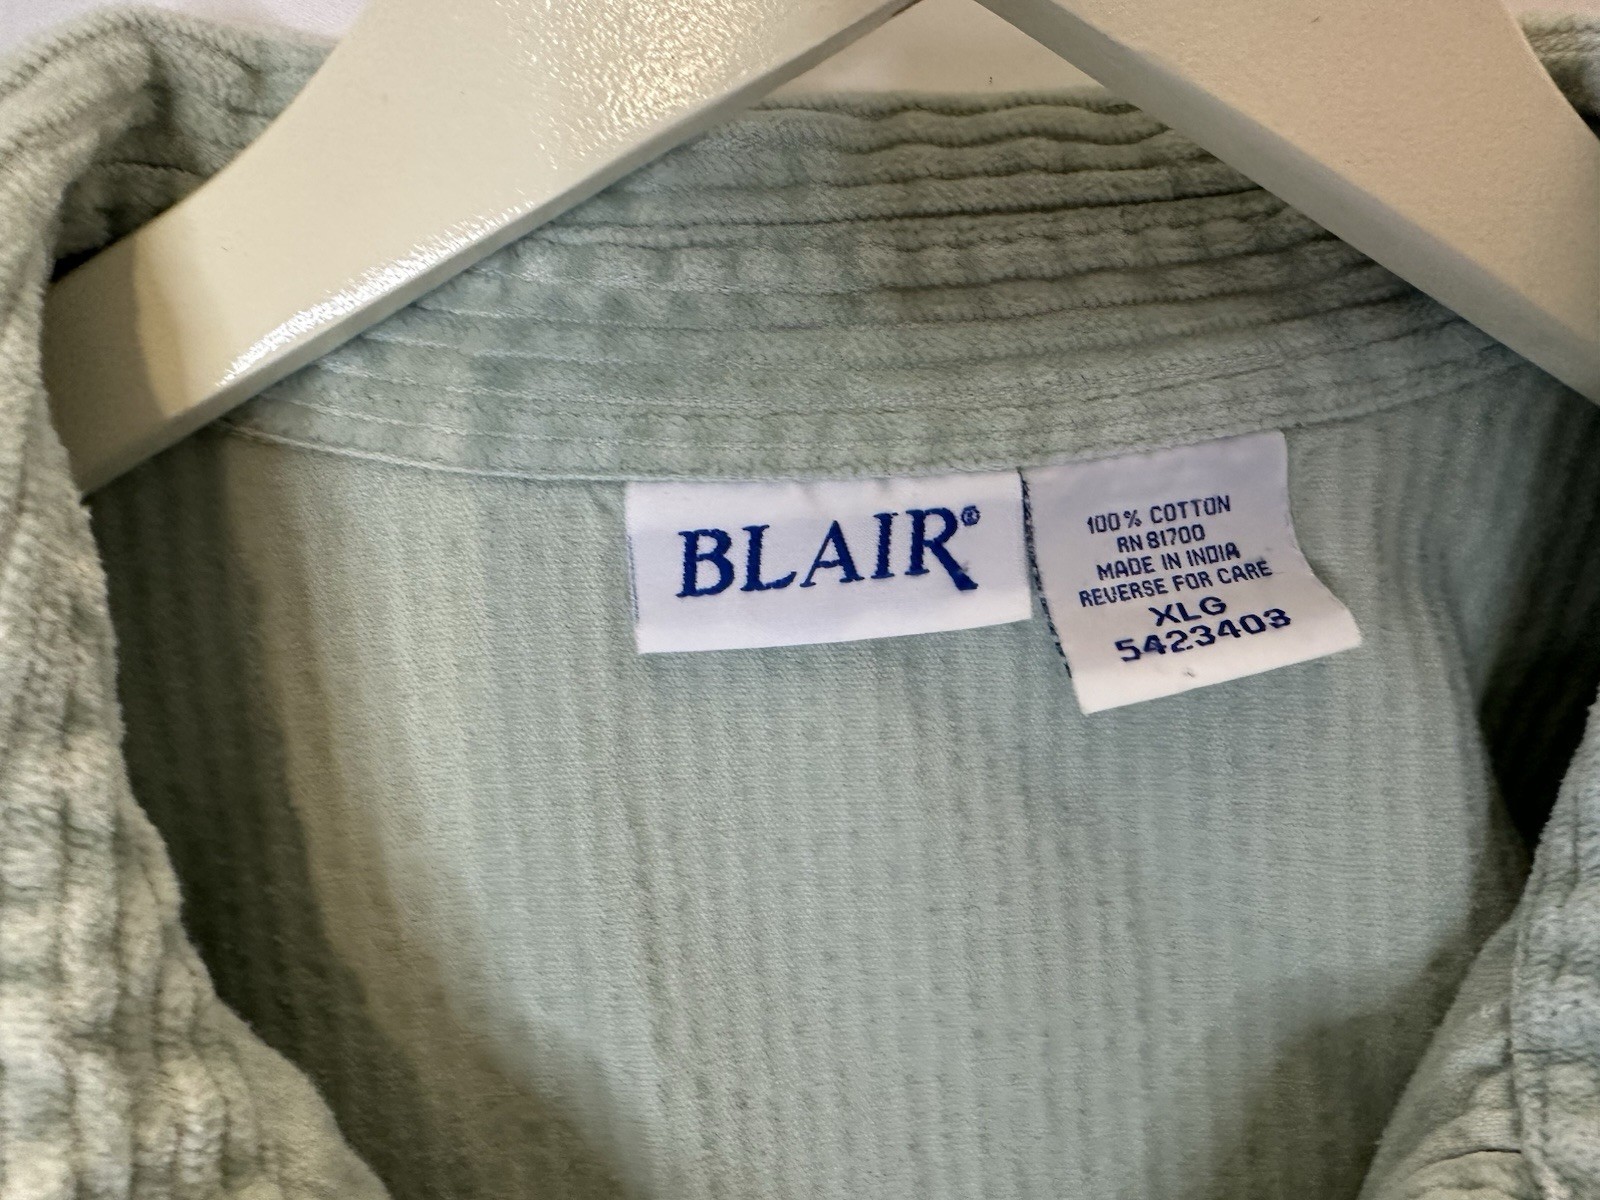 BLAIR®
100% COTTON
RN 81700
MADE IN INDIA
REVERSE FOR CARE
XLG
5423403